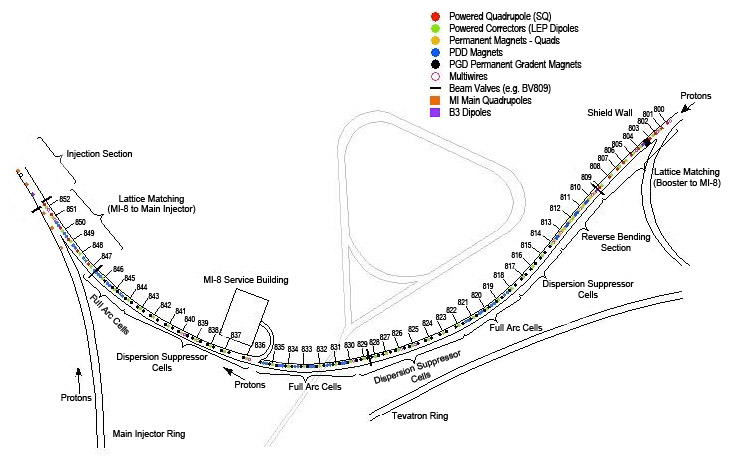 Powered Quadrupole (SQ)
Powered Correctors (LEP Dipoles
Permanent Magnets - Quads
PDD Magnets
PGD Permanent Gradent Magnets
Multiwires
Beam Valves (e.g. BV809)
MI Main Quadrupoles
B3 Dipoles
Protons
Shield Wall
800
801
802
803
804
805
806
807
808
809
810
811
812
813
814
815
816
817
818
819
820
821
822
823
824
825
826
827
828
829
830
831
832
833
834
835
836
837
838
839
840
841
842
843
844
845
846
847
848
849
850
851
852
Lattice Matching
(Booster to MI-8)
Reverse Bending
Section
Dispersion Suppressor
Cells
Full Arc Cells
Dispersion Suppressor
Cells
Full Arc Cells
Protons
MI-8 Service Building
Dispersion Suppressor
Cells
Full Arc Cells
Lattice Matching
(MI-8 to Main Injector)
Injection Section
Protons
Main Injector Ring
Tevatron Ring